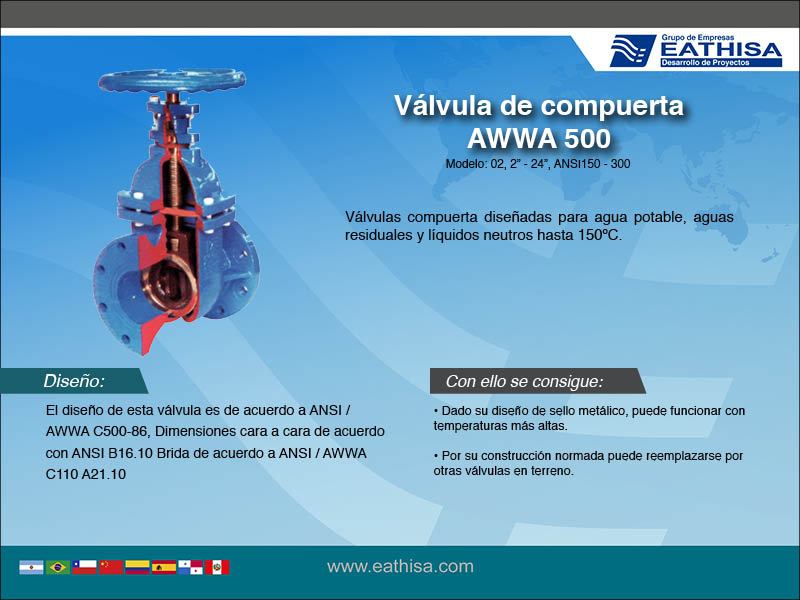 Grupo de Empresas
EATHISA
Desarrollo de Proyectos
Válvula de compuerta
AWWA 500
Modelo: 02, 2” - 24”, ANSI150 - 300
Válvulas compuerta diseñadas para agua potable, aguas
residuales y líquidos neutros hasta 150ºC.
Diseño:
El diseño de esta válvula es de acuerdo a ANSI /
AWWA C500-86, Dimensiones cara a cara de acuerdo
con ANSI B16.10 Brida de acuerdo a ANSI / AWWA
C110 A21.10
Con ello se consigue:
• Dado su diseño de sello metálico, puede funcionar con
temperaturas más altas.
• Por su construcción normada puede reemplazarse por
otras válvulas en terreno.
www.eathisa.com